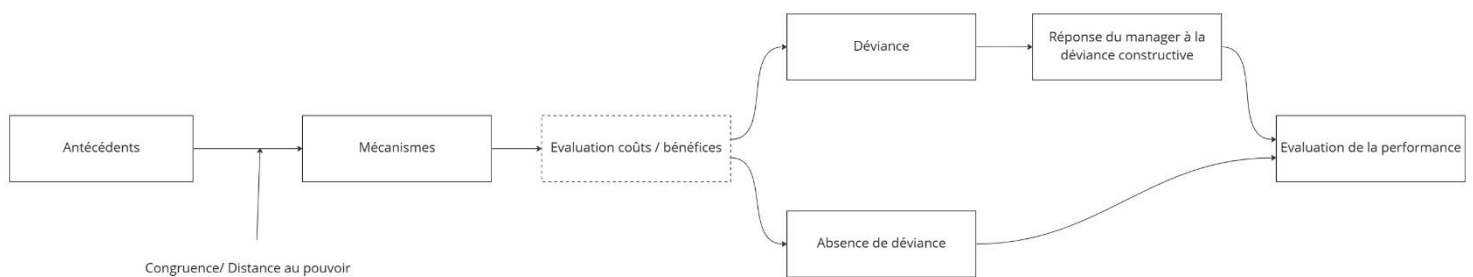 Déviance
Réponse du manager à la
déviance constructive
Antécédents
Mécanismes
Evaluation coûts / bénéfices
Evaluation de la performance
Absence de déviance
Congruence/ Distance au pouvoir